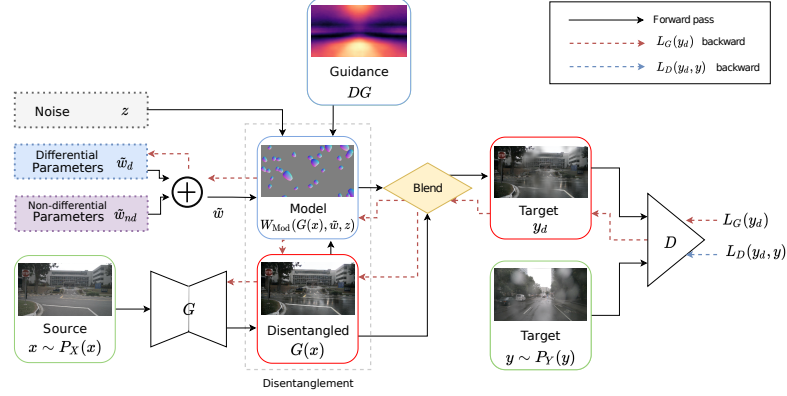 Forward pass
L_G(y_d) backward
L_D(y_d, y) backward
Guidance
DG
Noise z
Differential
Parameters w̃_d
Non-differential
Parameters w̃_nd
w̃
Model
W_Mod(G(x), w̃, z)
Blend
Target
y_d
D
L_G(y_d)
L_D(y_d, y)
Source
x ∼ P_X(x)
G
Disentangled
G(x)
Disentanglement
Target
y ∼ P_Y(y)